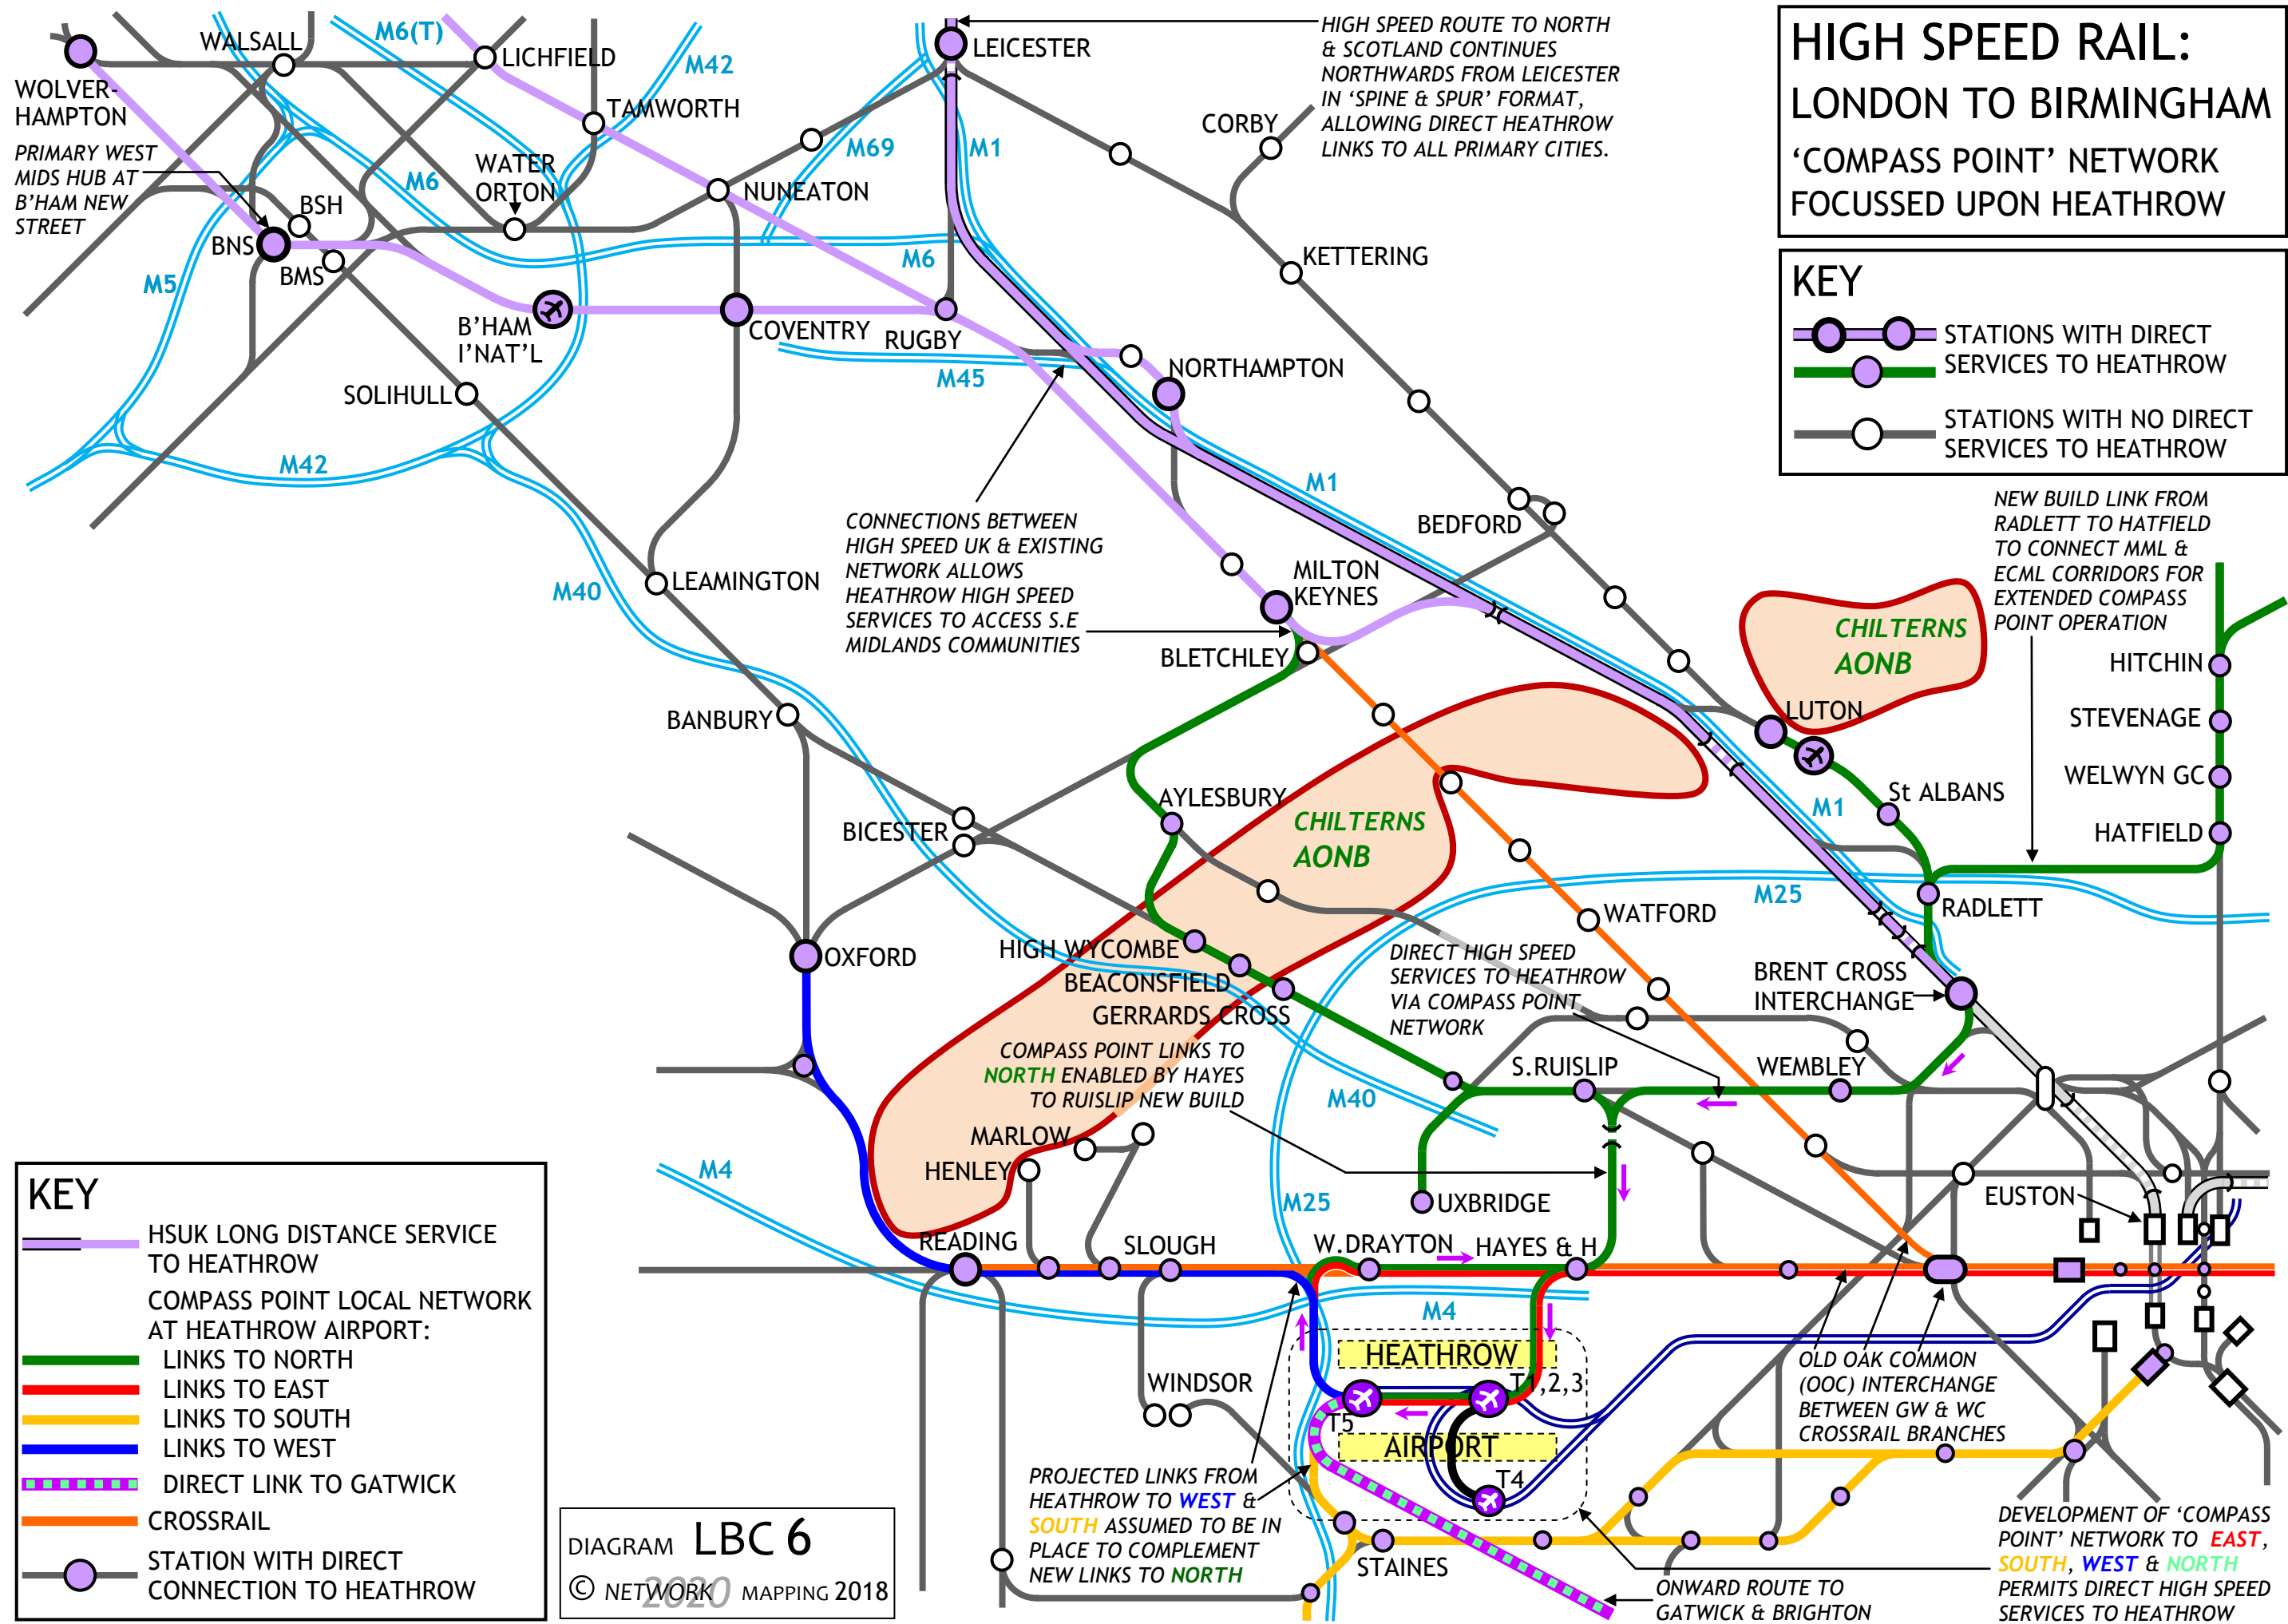 HIGH SPEED RAIL:
LONDON TO BIRMINGHAM
‘COMPASS POINT’ NETWORK
FOCUSSED UPON HEATHROW
KEY
STATIONS WITH DIRECT
SERVICES TO HEATHROW
STATIONS WITH NO DIRECT
SERVICES TO HEATHROW
HIGH SPEED ROUTE TO NORTH
& SCOTLAND CONTINUES
NORTHWARDS FROM LEICESTER
IN ‘SPINE & SPUR’ FORMAT,
ALLOWING DIRECT HEATHROW
LINKS TO ALL PRIMARY CITIES.
WALSALL
M6(T)
LICHFIELD
M42
LEICESTER
WOLVER-
HAMPTON
TAMWORTH
CORBY
PRIMARY WEST
MIDS HUB AT
B’HAM NEW
STREET
M69
M1
M6
WATER
ORTON
NUNEATON
BSH
BNS
BMS
M5
M6
KETTERING
B’HAM
I’NAT’L
COVENTRY
RUGBY
M45
NORTHAMPTON
SOLIHULL
M42
M1
BEDFORD
NEW BUILD LINK FROM
RADLETT TO HATFIELD
TO CONNECT MML &
ECML CORRIDORS FOR
EXTENDED COMPASS
POINT OPERATION
CONNECTIONS BETWEEN
HIGH SPEED UK & EXISTING
NETWORK ALLOWS
HEATHROW HIGH SPEED
SERVICES TO ACCESS S.E
MIDLANDS COMMUNITIES
LEAMINGTON
M40
MILTON
KEYNES
BLETCHLEY
CHILTERNS
AONB
HITCHIN
LUTON
STEVENAGE
BANBURY
WELWYN GC
AYLESBURY
St ALBANS
M1
CHILTERNS
AONB
BICESTER
HATFIELD
M25
RADLETT
WATFORD
OXFORD
HIGH WYCOMBE
BEACONSFIELD
GERRARDS CROSS
DIRECT HIGH SPEED
SERVICES TO HEATHROW
VIA COMPASS POINT
NETWORK
BRENT CROSS
INTERCHANGE
COMPASS POINT LINKS TO
NORTH ENABLED BY HAYES
TO RUISLIP NEW BUILD
S.RUISLIP
WEMBLEY
M40
MARLOW
HENLEY
M4
M25
UXBRIDGE
EUSTON
READING
SLOUGH
W.DRAYTON
HAYES & H
M4
HEATHROW
T1,2,3
T5
AIRPORT
T4
WINDSOR
OLD OAK COMMON
(OOC) INTERCHANGE
BETWEEN GW & WC
CROSSRAIL BRANCHES
PROJECTED LINKS FROM
HEATHROW TO WEST &
SOUTH ASSUMED TO BE IN
PLACE TO COMPLEMENT
NEW LINKS TO NORTH
STAINES
DEVELOPMENT OF ‘COMPASS
POINT’ NETWORK TO EAST,
SOUTH, WEST & NORTH
PERMITS DIRECT HIGH SPEED
SERVICES TO HEATHROW
ONWARD ROUTE TO
GATWICK & BRIGHTON
KEY
HSUK LONG DISTANCE SERVICE
TO HEATHROW
COMPASS POINT LOCAL NETWORK
AT HEATHROW AIRPORT:
LINKS TO NORTH
LINKS TO EAST
LINKS TO SOUTH
LINKS TO WEST
DIRECT LINK TO GATWICK
CROSSRAIL
STATION WITH DIRECT
CONNECTION TO HEATHROW
DIAGRAM LBC 6
© NETWORK 2020 MAPPING 2018